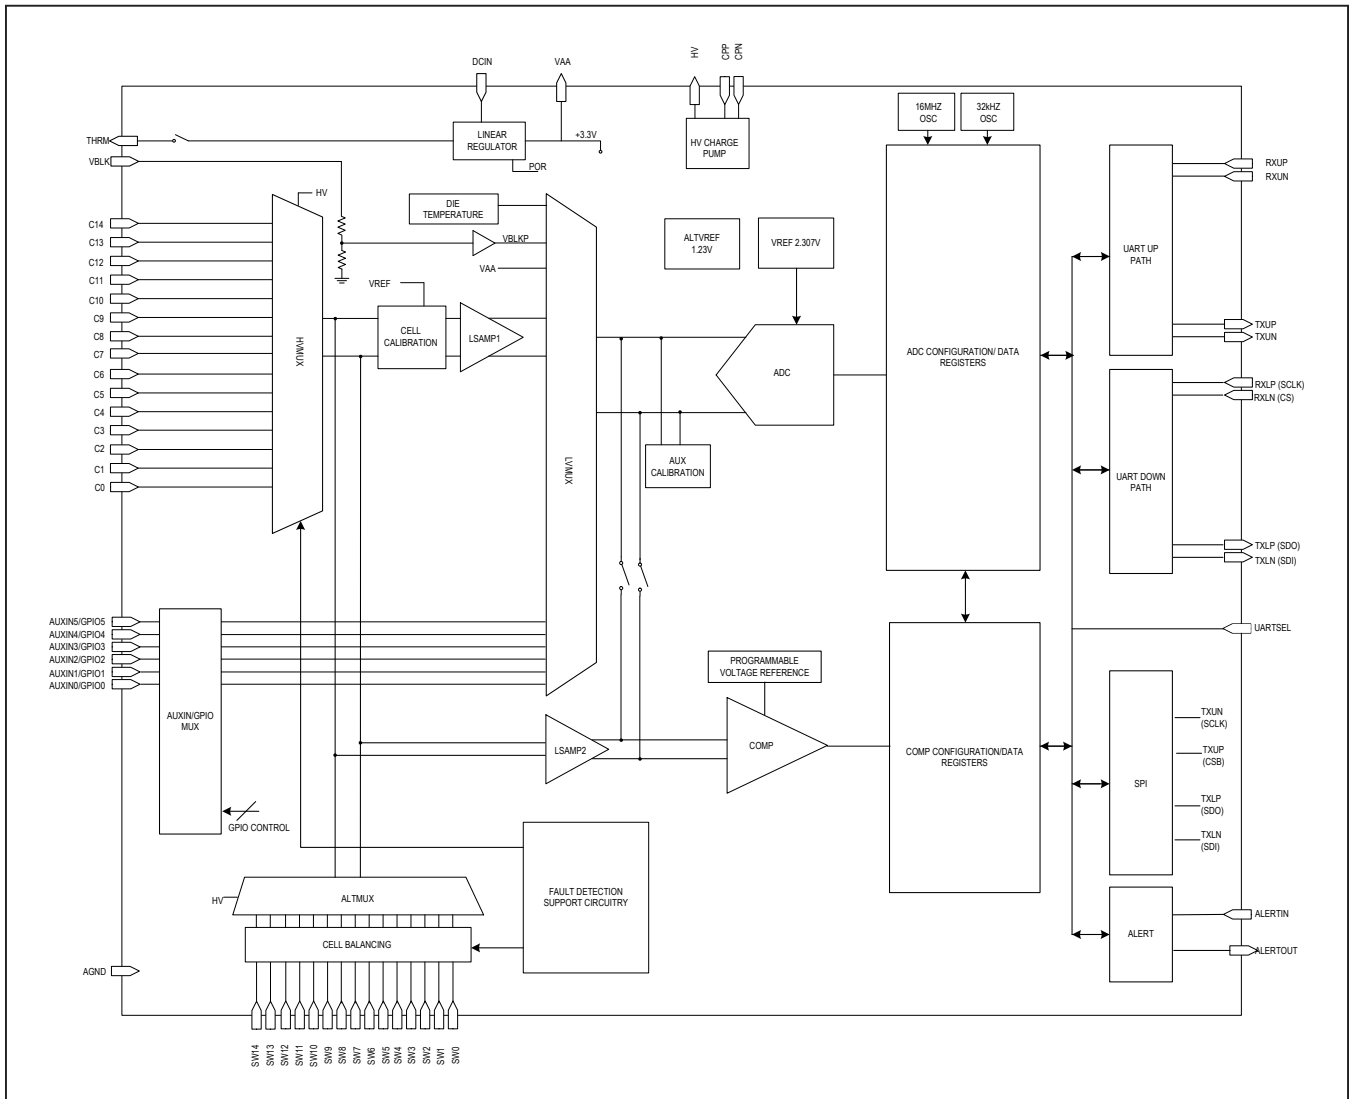 DCIN
VAA
HV
CPP
CPN
16MHZ
OSC
32kHZ
OSC
THRM
LINEAR
REGULATOR
+3.3V
HV CHARGE
PUMP
VBLK
POR
RXUP
RXUN
HV
DIE
TEMPERATURE
C14
C13
C12
C11
C10
C9
C8
C7
C6
C5
C4
C3
C2
C1
C0
HVMUX
VBLKP
VAA
VREF
CELL
CALIBRATION
LSAMP1
LVMUX
ALTVREF
1.23V
VREF 2.307V
ADC
AUX
CALIBRATION
ADC CONFIGURATION/ DATA
REGISTERS
UART UP
PATH
TXUP
TXUN
RXLP (SCLK)
RXLN (CS)
UART DOWN
PATH
TXLP (SDO)
TXLN (SDI)
AUXIN5/GPIO5
AUXIN4/GPIO4
AUXIN3/GPIO3
AUXIN2/GPIO2
AUXIN1/GPIO1
AUXIN0/GPIO0
AUXIN/GPIO
MUX
GPIO CONTROL
UARTSEL
PROGRAMMABLE
VOLTAGE REFERENCE
LSAMP2
COMP
COMP CONFIGURATION/DATA
REGISTERS
SPI
TXUN
(SCLK)
TXUP
(CSB)
TXLP
(SDO)
TXLN
(SDI)
HV
ALTMUX
CELL BALANCING
FAULT DETECTION
SUPPORT CIRCUITRY
ALERT
ALERTIN
ALERTOUT
AGND
SW14
SW13
SW12
SW11
SW10
SW9
SW8
SW7
SW6
SW5
SW4
SW3
SW2
SW1
SW0